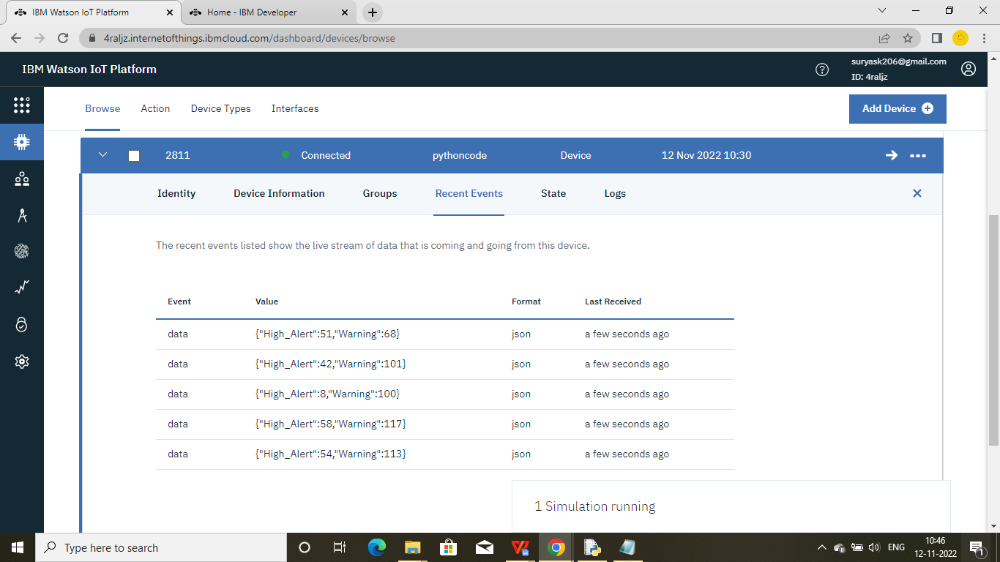 IBM Watson IoT Platform
Home - IBM Developer
4raljz.internetofthings.ibmcloud.com/dashboard/devices/browse
IBM Watson IoT Platform
suryask206@gmail.com
ID: 4raljz
Browse Action Device Types Interfaces
Add Device
2811 Connected pythoncode Device 12 Nov 2022 10:30
Identity Device Information Groups Recent Events State Logs
The recent events listed show the live stream of data that is coming and going from this device.
Event Value Format Last Received
data {"High_Alert":51,"Warning":68} json a few seconds ago
data {"High_Alert":42,"Warning":101} json a few seconds ago
data {"High_Alert":8,"Warning":100} json a few seconds ago
data {"High_Alert":58,"Warning":117} json a few seconds ago
data {"High_Alert":54,"Warning":113} json a few seconds ago
1 Simulation running
Type here to search
ENG
10:46
12-11-2022
1